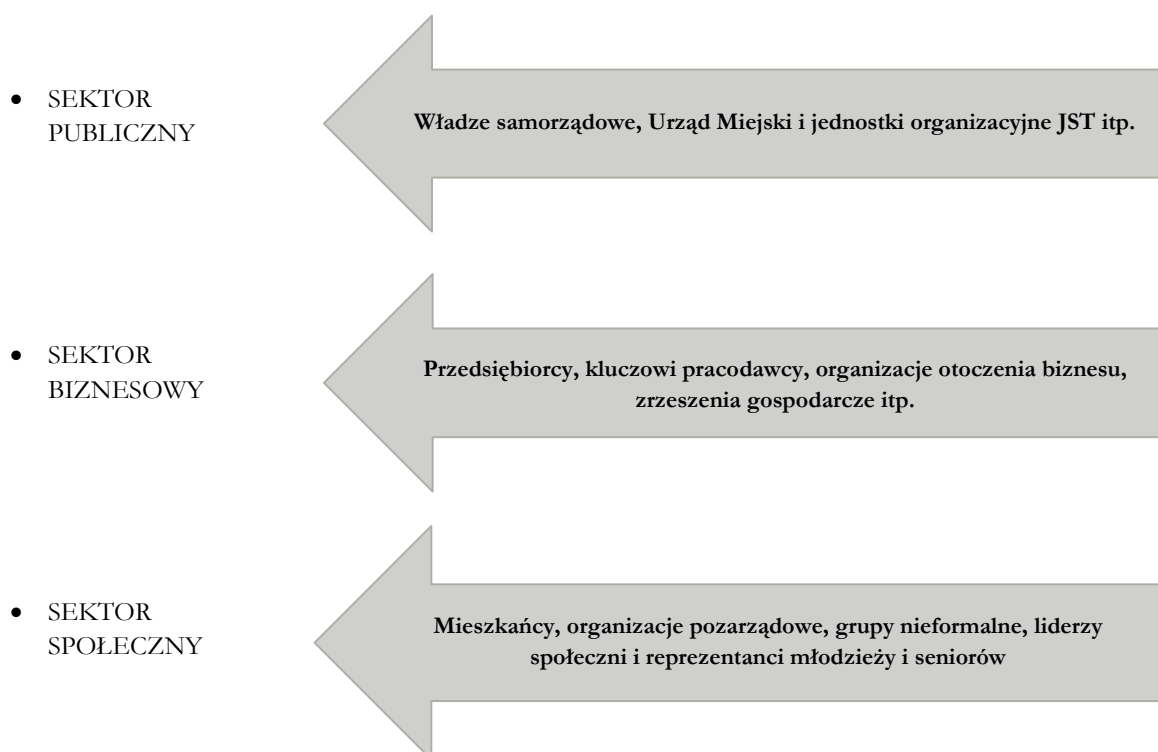 • SEKTOR
PUBLICZNY
Władze samorządowe, Urząd Miejski i jednostki organizacyjne JST itp.
• SEKTOR
BIZNESOWY
Przedsiębiorcy, kluczowi pracodawcy, organizacje otoczenia biznesu,
zrzeszenia gospodarcze itp.
• SEKTOR
SPOŁECZNY
Mieszkańcy, organizacje pozarządowe, grupy nieformalne, liderzy
społeczni i reprezentanci młodzieży i seniorów